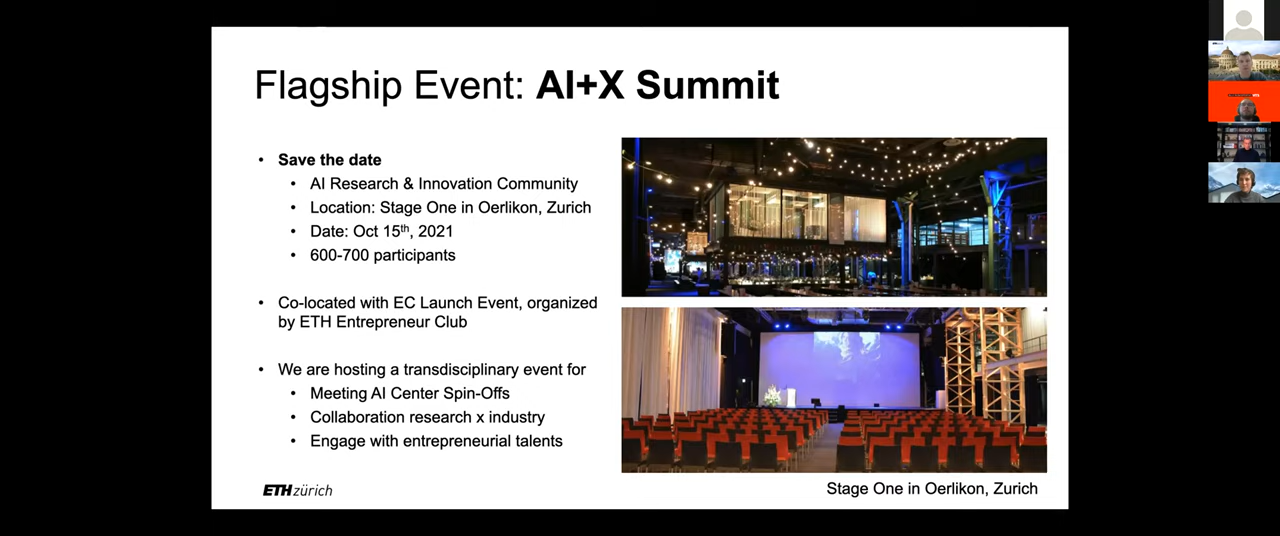 Flagship Event: AI+X Summit
• Save the date
• AI Research & Innovation Community
• Location: Stage One in Oerlikon, Zurich
• Date: Oct 15th, 2021
• 600-700 participants
• Co-located with EC Launch Event, organized
by ETH Entrepreneur Club
• We are hosting a transdisciplinary event for
• Meeting AI Center Spin-Offs
• Collaboration research x industry
• Engage with entrepreneurial talents
ETH zürich
Stage One in Oerlikon, Zurich